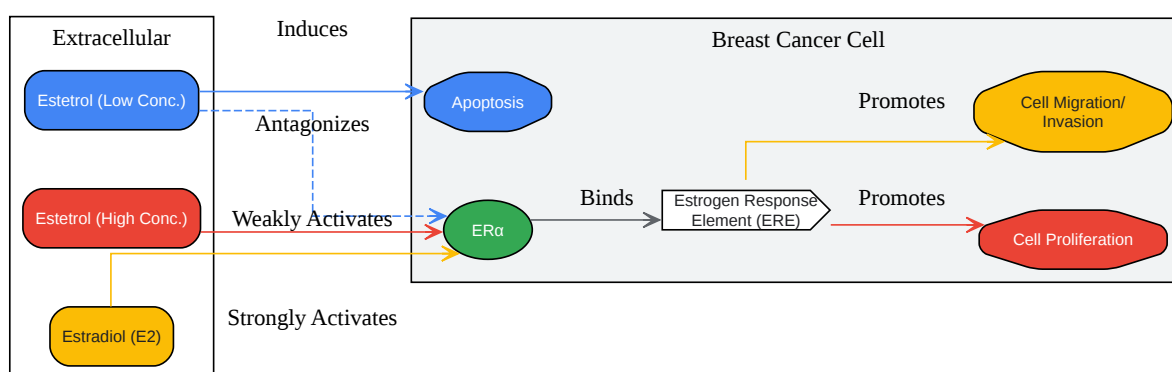 Extracellular
Induces
Breast Cancer Cell
Estetrol (Low Conc.)
Apoptosis
Promotes
Cell Migration/
Invasion
Antagonizes
Estetrol (High Conc.)
Weakly Activates
ERα
Binds
Estrogen Response
Element (ERE)
Promotes
Cell Proliferation
Strongly Activates
Estradiol (E2)